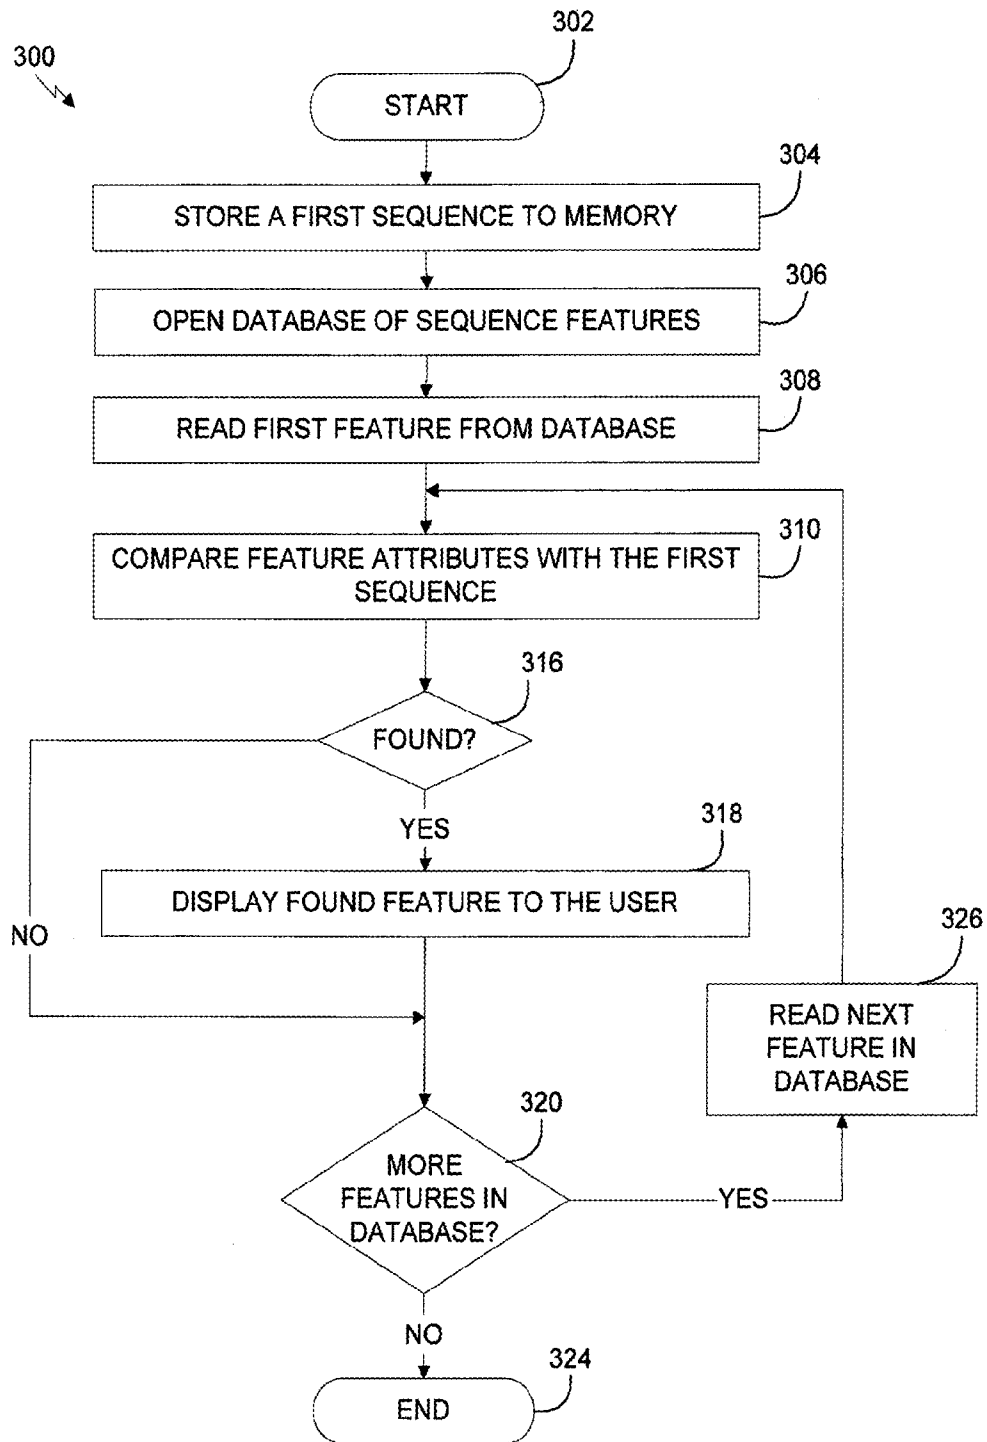 302
300
START
304
STORE A FIRST SEQUENCE TO MEMORY
306
OPEN DATABASE OF SEQUENCE FEATURES
308
READ FIRST FEATURE FROM DATABASE
310
COMPARE FEATURE ATTRIBUTES WITH THE FIRST
SEQUENCE
316
FOUND?
YES
318
DISPLAY FOUND FEATURE TO THE USER
NO
326
READ NEXT
FEATURE IN
DATABASE
320
MORE
FEATURES IN
DATABASE?
YES
NO
324
END